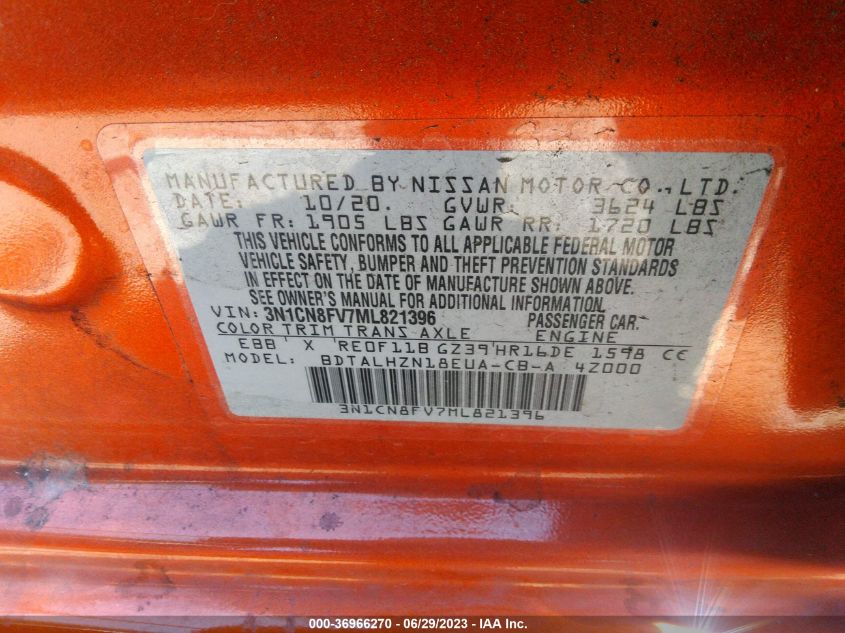 MANUFACTURED BY NISSAN MOTOR CO., LTD.
DATE: 10/20. GVWR: 3624 LBS
GAWR FR: 1905 LBS GAWR RR: 1720 LBS
THIS VEHICLE CONFORMS TO ALL APPLICABLE FEDERAL MOTOR
VEHICLE SAFETY, BUMPER AND THEFT PREVENTION STANDARDS
IN EFFECT ON THE DATE OF MANUFACTURE SHOWN ABOVE.
SEE OWNER'S MANUAL FOR ADDITIONAL INFORMATION.
VIN: 3N1CN8FV7ML821396 PASSENGER CAR.
COLOR TRIM TRANS AXLE ENGINE
EBB X RE0F11B GZ39 HR16DE 1598 CC
MODEL: BDTALHZN18EUA-CB-A 4Z000
3N1CN8FV7ML821396
000-36966270 - 06/29/2023 - IAA Inc.